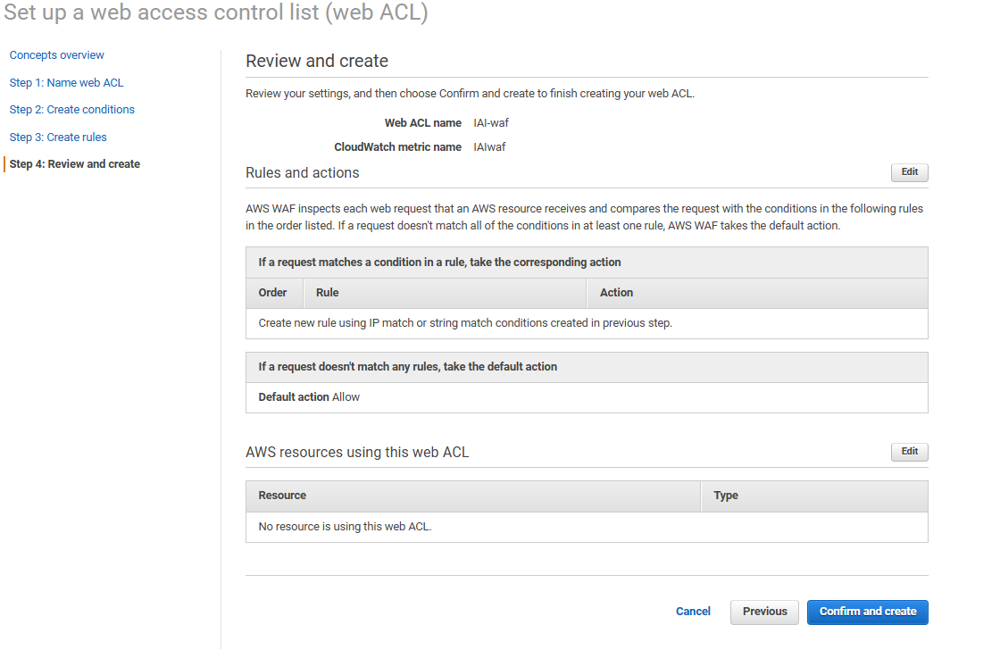 Set up a web access control list (web ACL)
Concepts overview
Step 1: Name web ACL
Step 2: Create conditions
Step 3: Create rules
Step 4: Review and create
Review and create
Review your settings, and then choose Confirm and create to finish creating your web ACL.
Web ACL name IAI-waf
CloudWatch metric name IAIwaf
Rules and actions Edit
AWS WAF inspects each web request that an AWS resource receives and compares the request with the conditions in the following rules
in the order listed. If a request doesn't match all of the conditions in at least one rule, AWS WAF takes the default action.
If a request matches a condition in a rule, take the corresponding action
Order Rule Action
Create new rule using IP match or string match conditions created in previous step.
If a request doesn't match any rules, take the default action
Default action Allow
AWS resources using this web ACL Edit
Resource Type
No resource is using this web ACL.
Cancel Previous Confirm and create